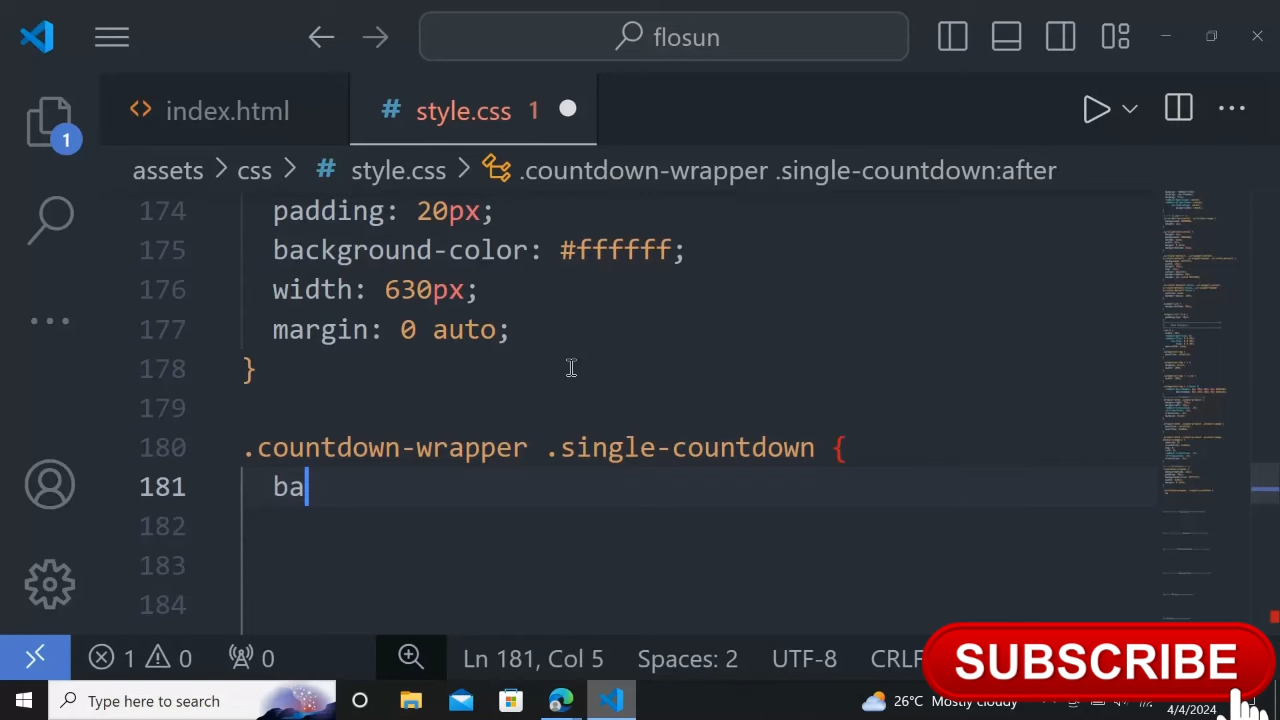 flosun
index.html
style.css 1
assets css style.css .countdown-wrapper .single-countdown:after
174 padding: 20px;
175 background-color: #ffffff;
176 width: 630px;
177 margin: 0 auto;
178 }
179
180 .countdown-wrapper .single-countdown {
181 ba
182
183
184
1
1 0 0 Ln 181, Col 5 Spaces: 2 UTF-8 CRLF
SUBSCRIBE
Type here to search
26°C Mostly cloudy
4/4/2024